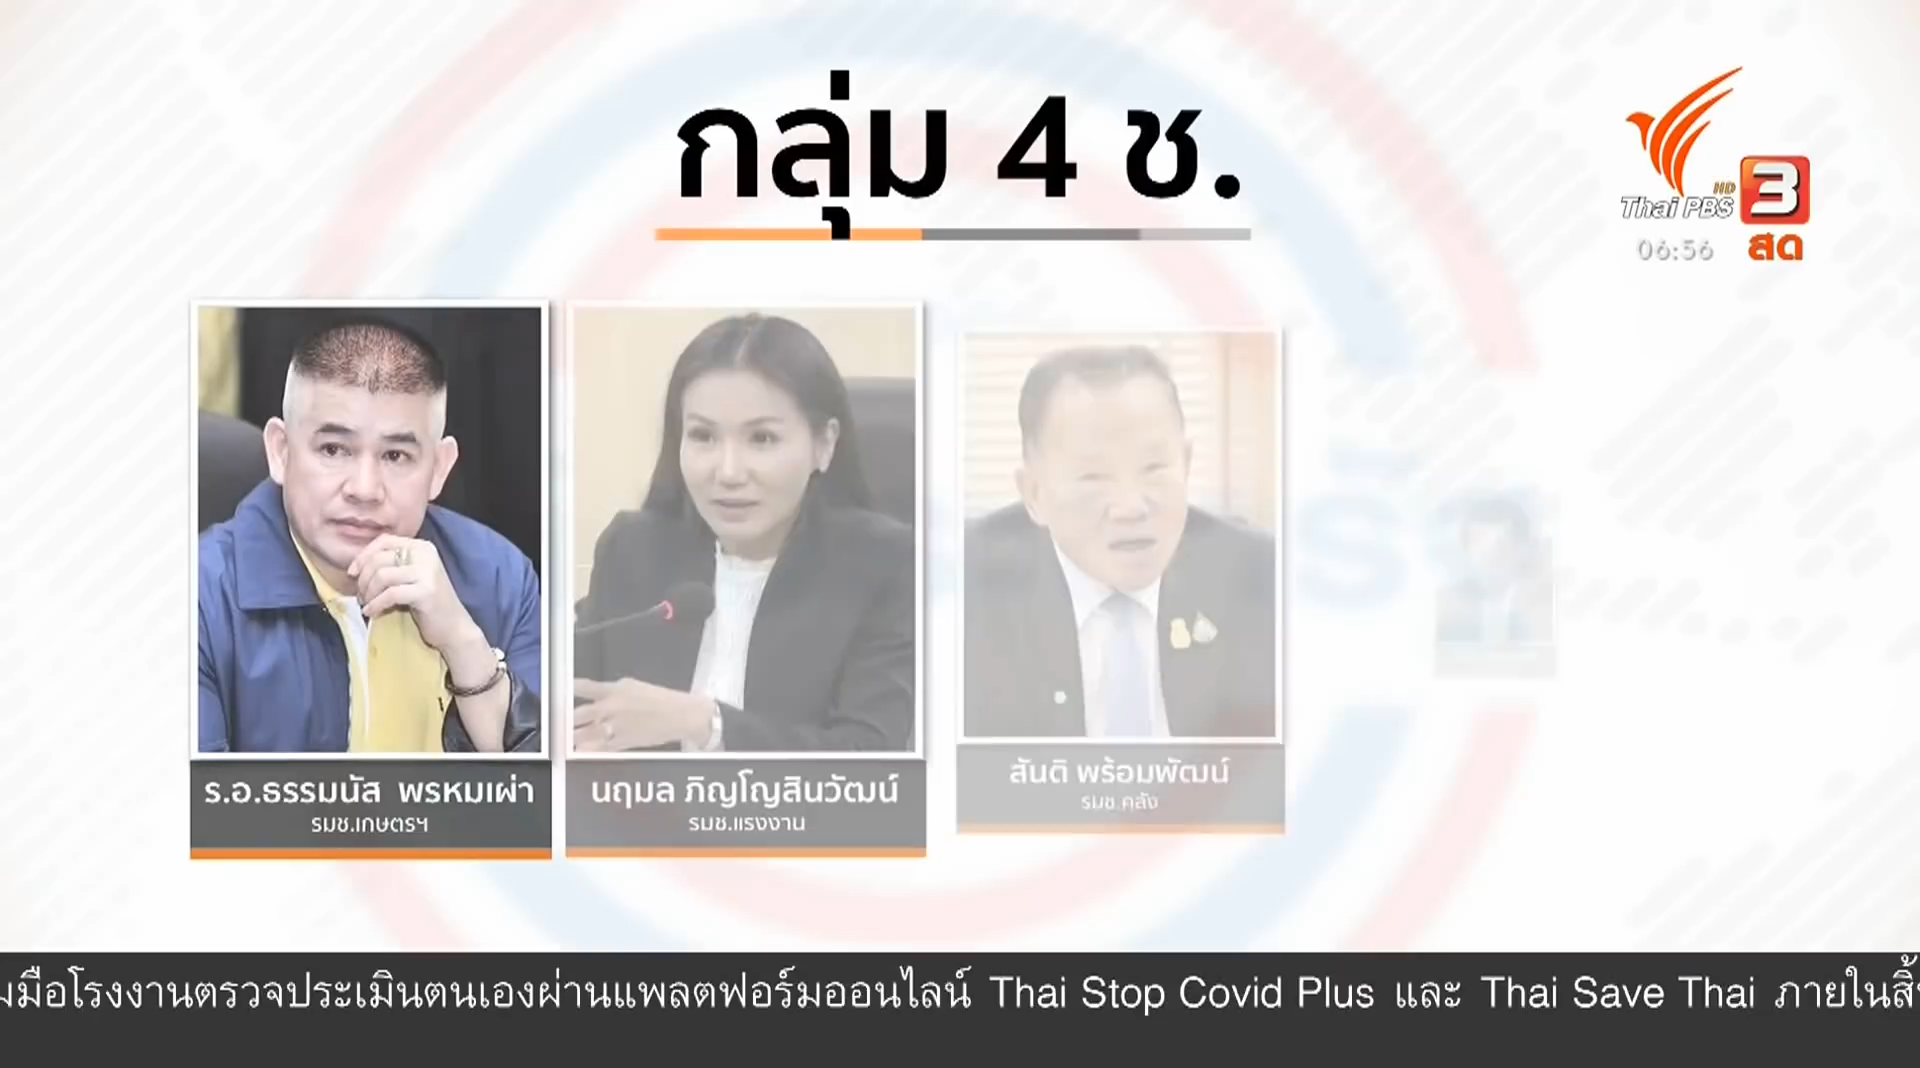 กลุ่ม 4 ช.
HD
Thai PBS 3
06:56 สด
ร.อ.ธรรมนัส พรหมเผ่า
รมช.เกษตรฯ
นฤมล ภิญโญสินวัฒน์
รมช.แรงงาน
สันติ พร้อมพัฒน์
รมช.คลัง
มมือโรงงานตรวจประเมินตนเองผ่านแพลตฟอร์มออนไลน์ Thai Stop Covid Plus และ Thai Save Thai ภายในสิ้